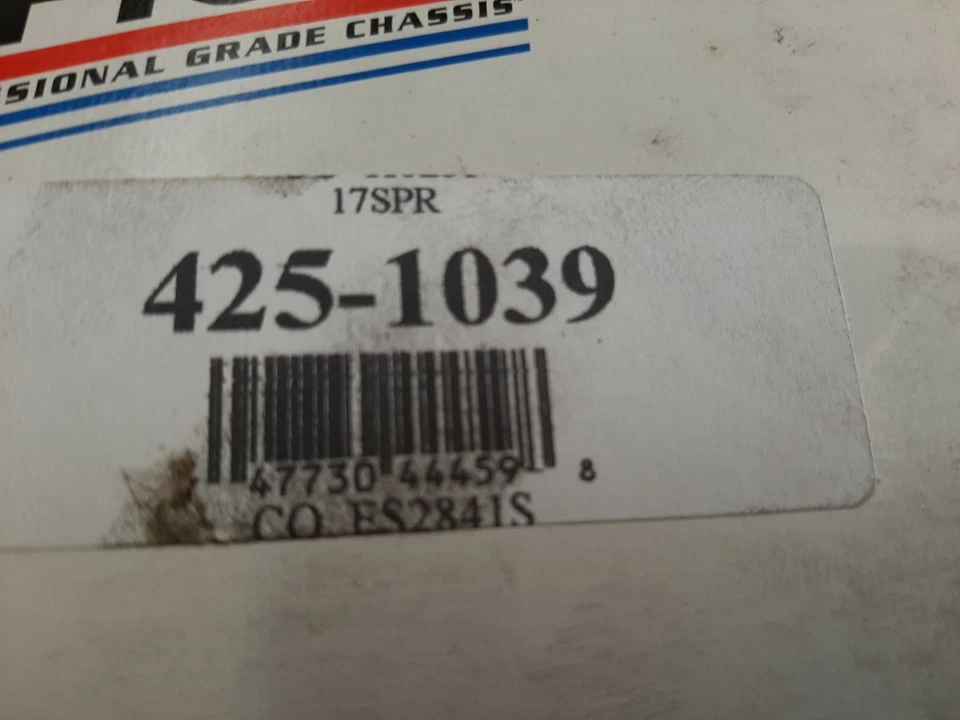 SIONAL GRADE CHASSIS
17SPR
425-1039
47730 44459 8
CO ES2841S